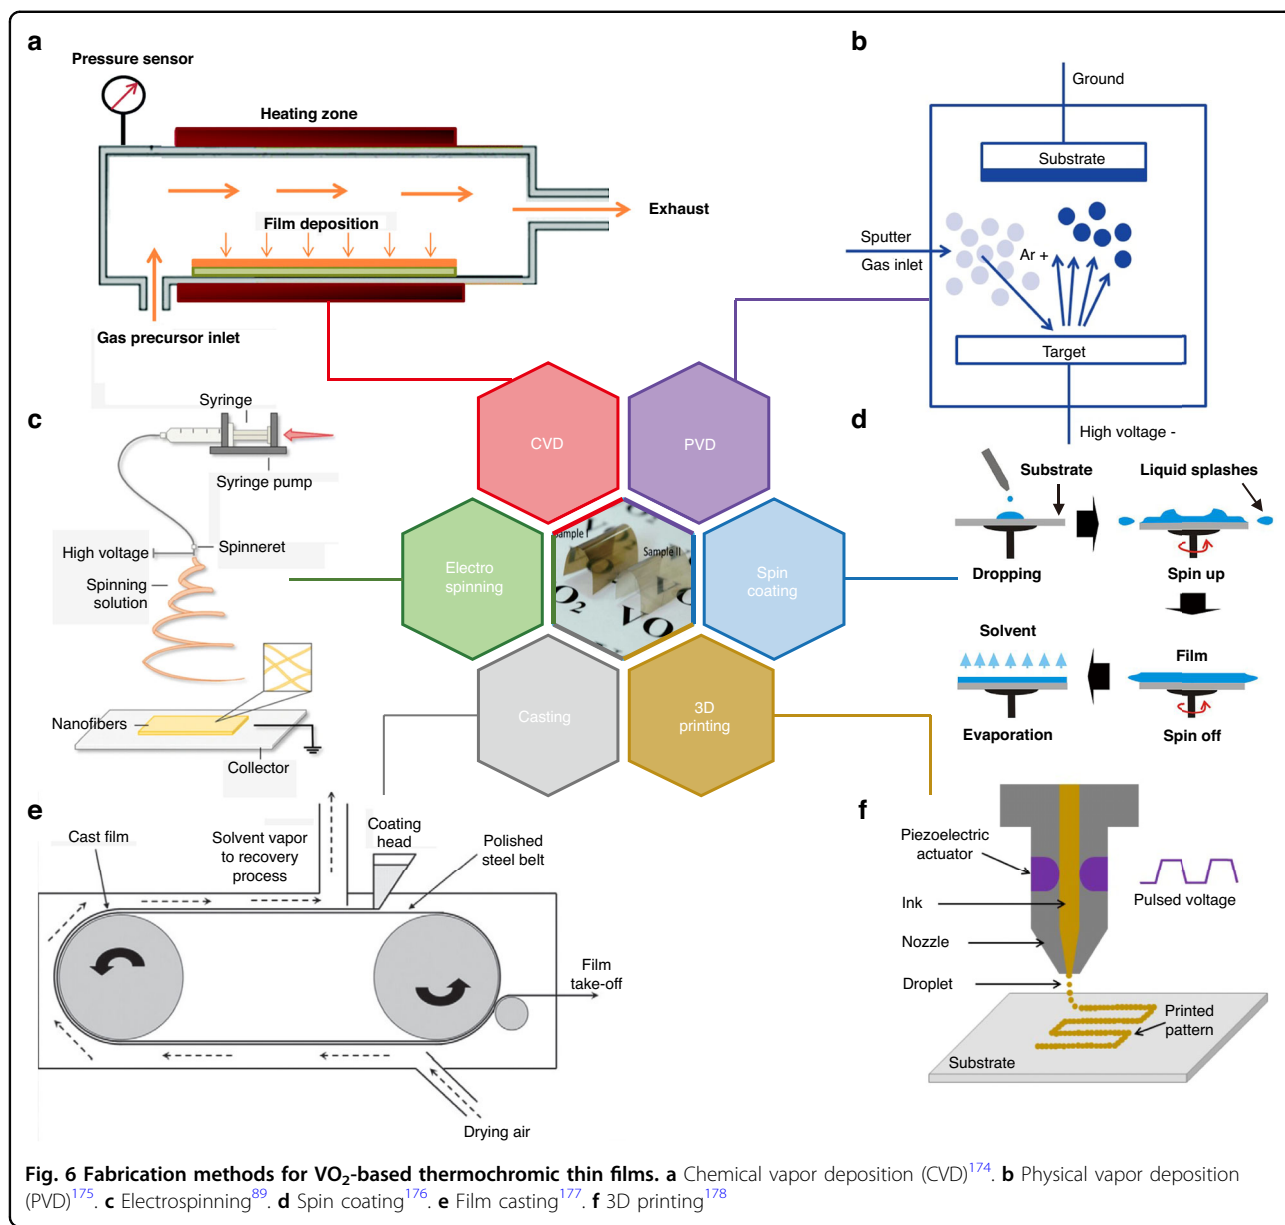 a
Pressure sensor
Heating zone
Film deposition
Exhaust
Gas precursor inlet
b
Ground
Substrate
Sputter
Gas inlet
Ar +
Target
High voltage -
c
Syringe
Syringe pump
High voltage
Spinneret
Spinning
solution
Nanofibers
Collector
CVD
PVD
Electro
spinning
Sample I
Sample II
O2
VO
Spin
coating
Casting
3D
printing
d
Substrate
Liquid splashes
Dropping
Spin up
Solvent
Film
Evaporation
Spin off
e
Cast film
Solvent vapor
to recovery
process
Coating
head
Polished
steel belt
Film
take-off
Drying air
f
Piezoelectric
actuator
Ink
Pulsed voltage
Nozzle
Droplet
Printed
pattern
Substrate
Fig. 6 Fabrication methods for VO₂-based thermochromic thin films. a Chemical vapor deposition (CVD)¹⁷⁴. b Physical vapor deposition
(PVD)¹⁷⁵. c Electrospinning⁸⁹. d Spin coating¹⁷⁶. e Film casting¹⁷⁷. f 3D printing¹⁷⁸